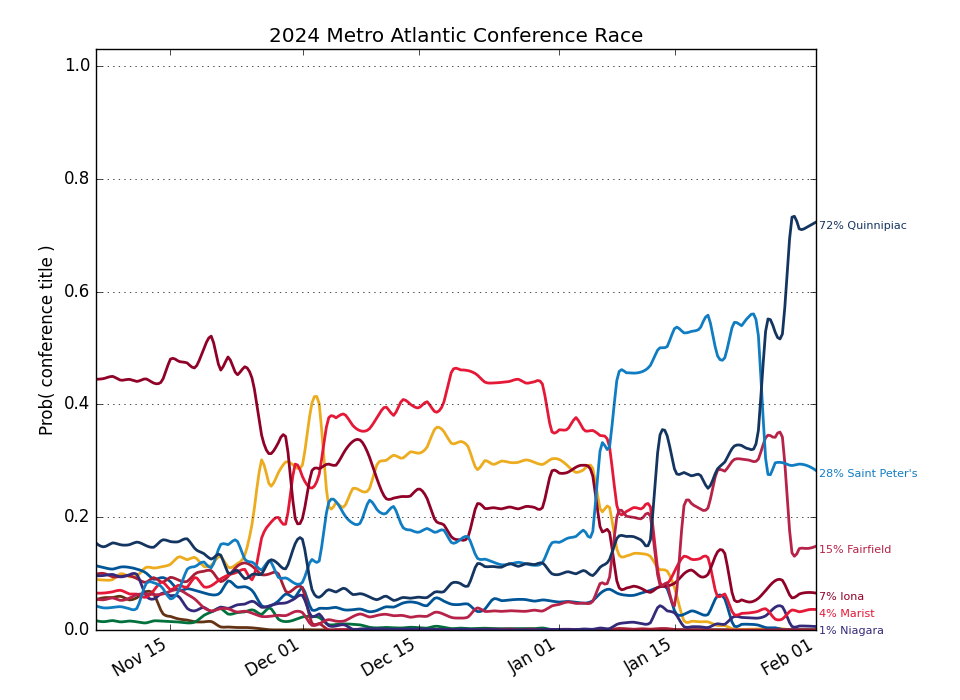 2024 Metro Atlantic Conference Race
Prob( conference title )
1.0
0.8
0.6
0.4
0.2
0.0
Nov 15
Dec 01
Dec 15
Jan 01
Jan 15
Feb 01
72% Quinnipiac
28% Saint Peter's
15% Fairfield
7% Iona
4% Marist
1% Niagara